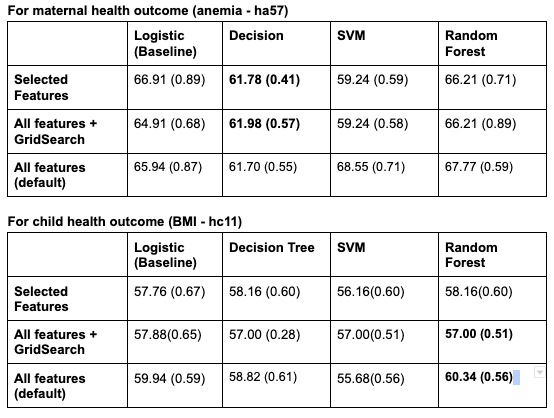 For maternal health outcome (anemia - ha57)
Logistic (Baseline) Decision SVM Random Forest
Selected Features 66.91 (0.89) 61.78 (0.41) 59.24 (0.59) 66.21 (0.71)
All features + GridSearch 64.91 (0.68) 61.98 (0.57) 59.24 (0.58) 66.21 (0.89)
All features (default) 65.94 (0.87) 61.70 (0.55) 68.55 (0.71) 67.77 (0.59)
For child health outcome (BMI - hc11)
Logistic (Baseline) Decision Tree SVM Random Forest
Selected Features 57.76 (0.67) 58.16 (0.60) 56.16(0.60) 58.16(0.60)
All features + GridSearch 57.88(0.65) 57.00 (0.28) 57.00(0.51) 57.00 (0.51)
All features (default) 59.94 (0.59) 58.82 (0.61) 55.68(0.56) 60.34 (0.56)